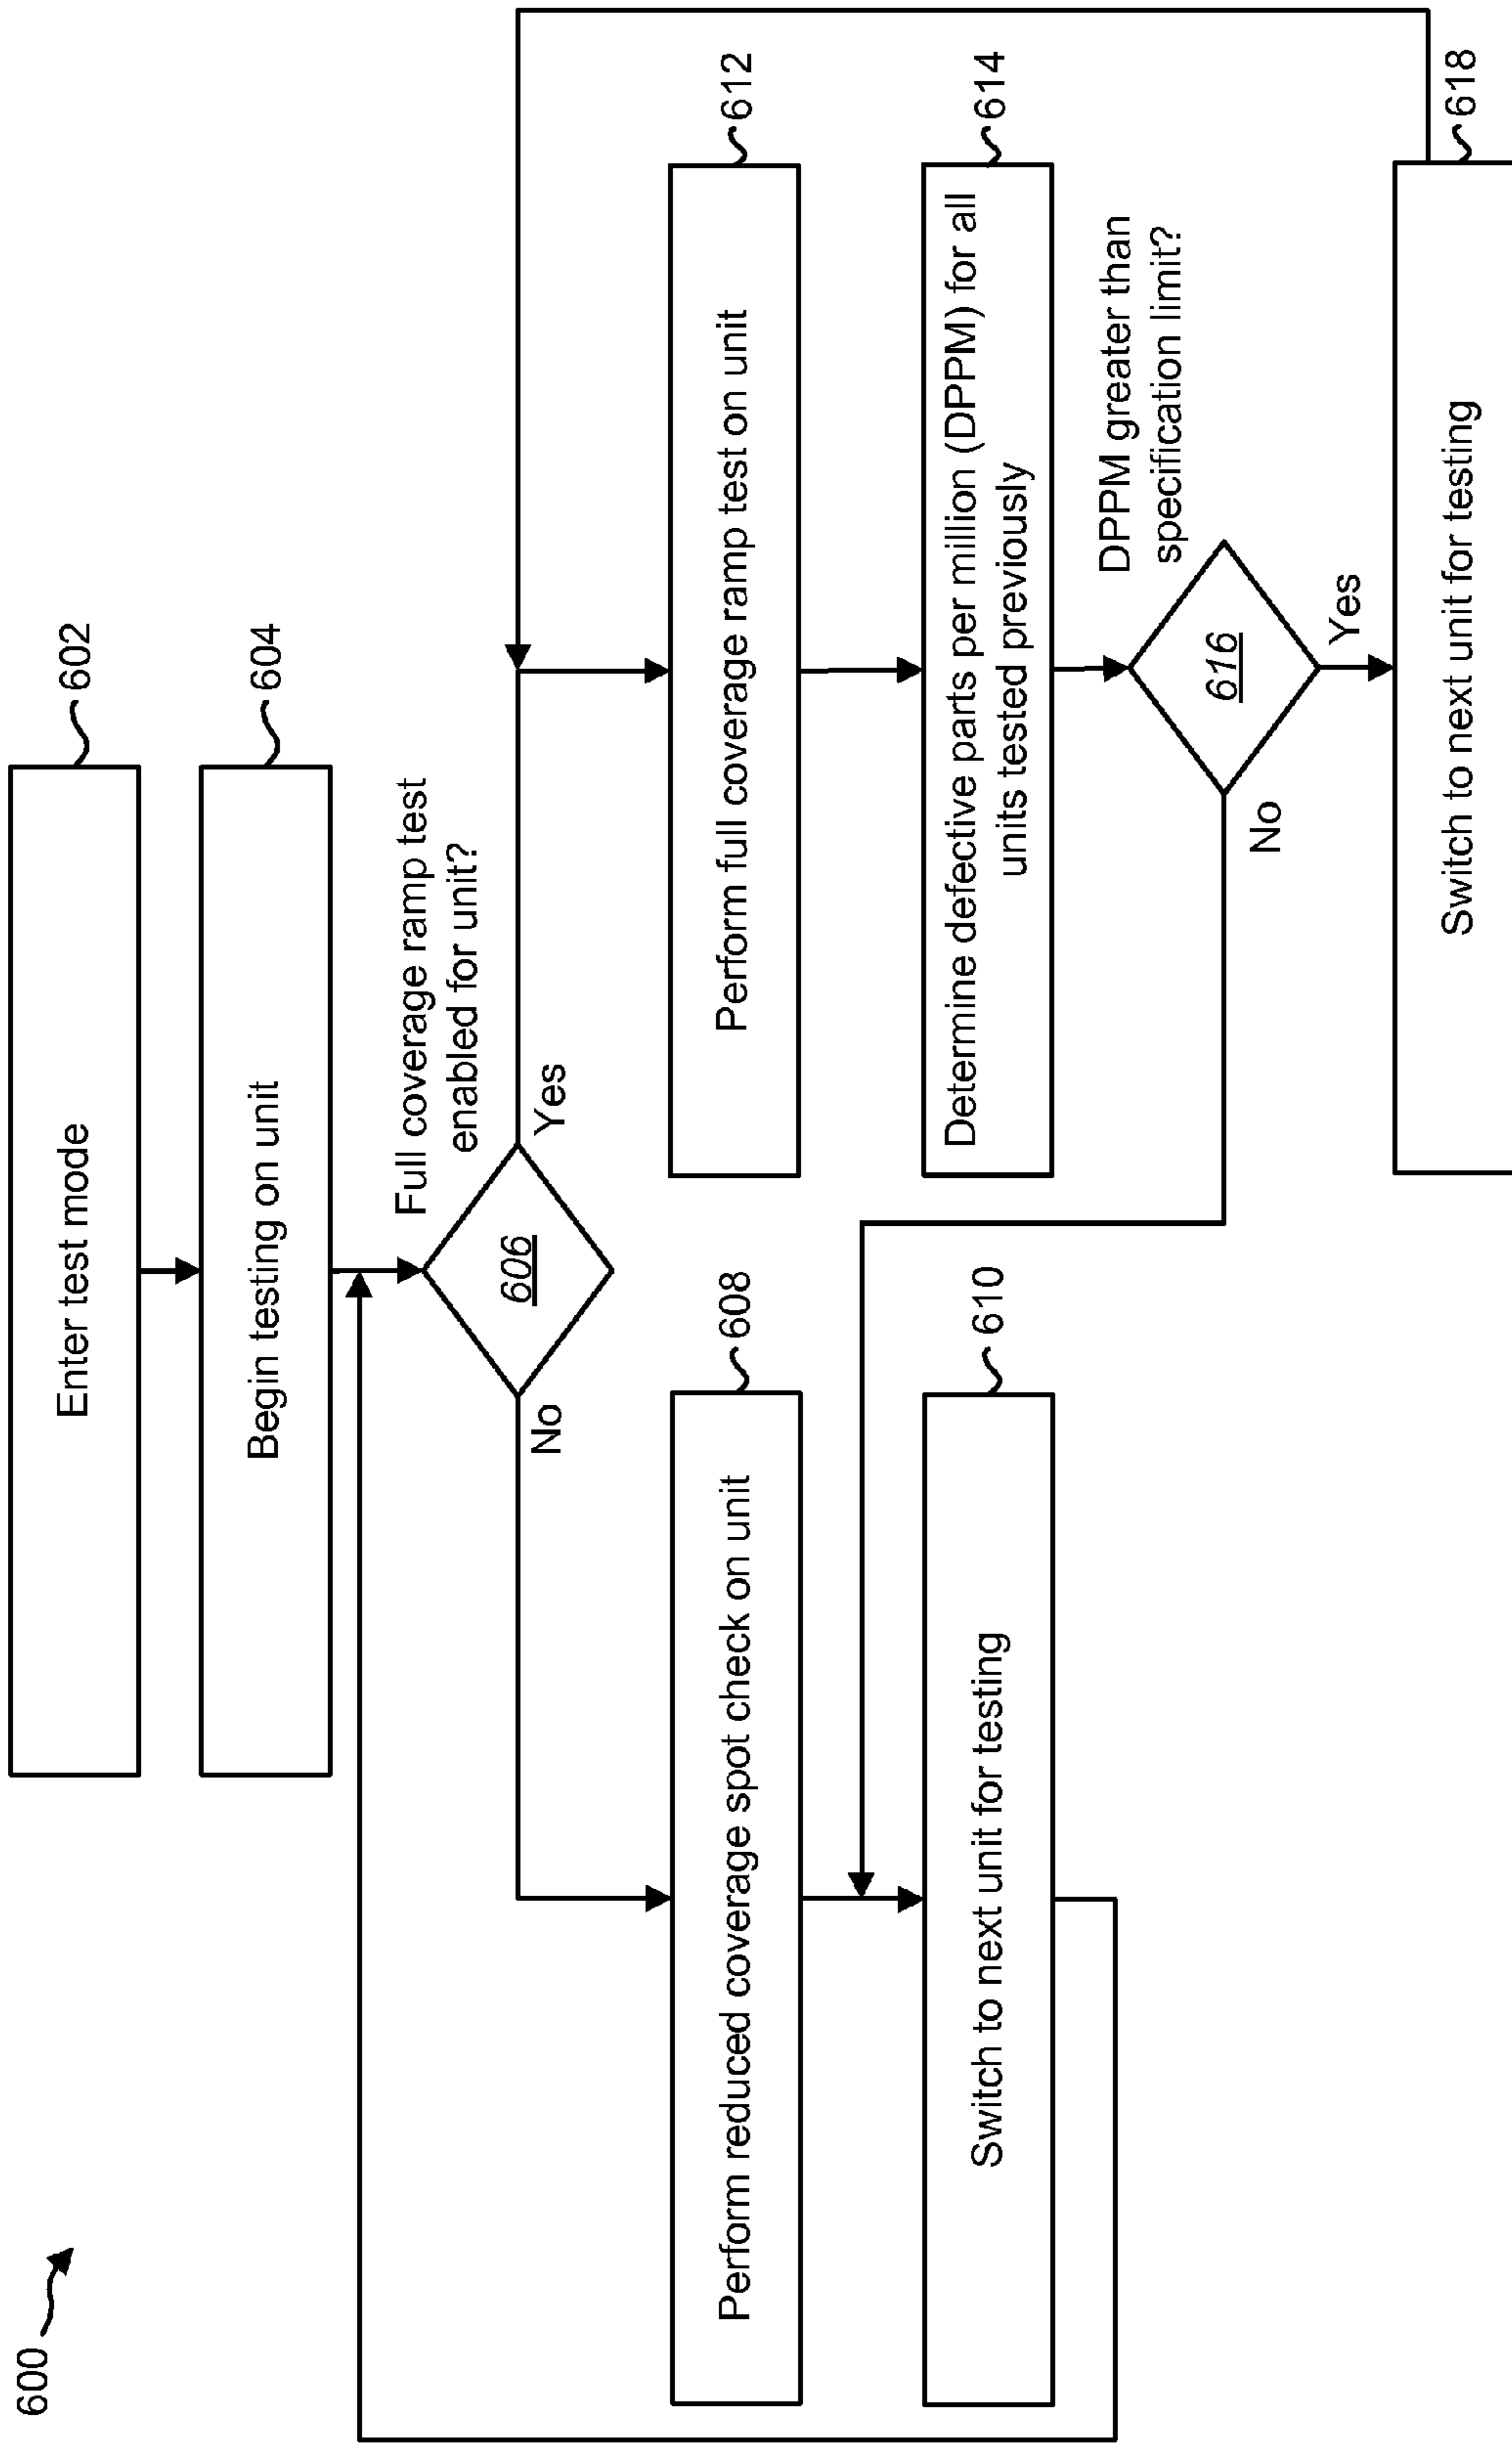 600
Enter test mode
602
Begin testing on unit
604
Full coverage ramp test
enabled for unit?
606
No
Yes
Perform reduced coverage spot check on unit
608
Perform full coverage ramp test on unit
612
Switch to next unit for testing
610
Determine defective parts per million (DPPM) for all
units tested previously
614
DPPM greater than
specification limit?
616
No
Yes
Switch to next unit for testing
618